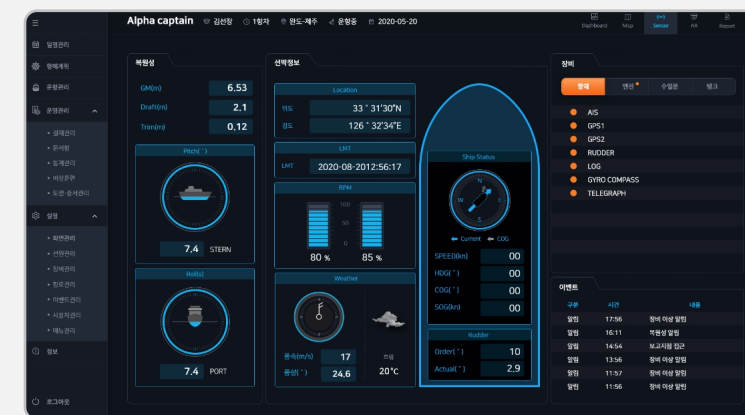 Alpha captain 김선장 1항차 완도-제주 운항중 2020-05-20
Dashboard Map Sensor AR Report
일정관리
항해계획
운항관리
운영관리
• 결재관리
• 문서함
• 통계관리
• 비상훈련
• 도면·증서관리
설정
• 화면관리
• 선원관리
• 장비관리
• 항로관리
• 이벤트관리
• 사용자관리
• 메뉴관리
정보
로그아웃
복원성
GM(m) 6.53
Draft(m) 2.1
Trim(m) 0.12
Pitch(˚)
7.4 STERN
Roll(s)
7.4 PORT
선박정보
Location
위도 33 ˚ 31'30"N
경도 126 ˚ 32'34"E
LMT
LMT 2020-08-2012:56:17
RPM
100
50
0
80 % 85 %
Weather
풍속(m/s) 17 흐림
풍향(˚) 24.6 20˚c
Ship Status
N
W E
S
Current COG
SPEED(kn) 00
HDG(˚) 00
COG(˚) 00
SOG(kn) 00
Rudder
Order(˚) 10
Actual(˚) 2.9
장비
항해 엔진 수밀문 탱크
AIS
GPS1
GPS2
RUDDER
LOG
GYRO COMPASS
TELEGRAPH
이벤트
구분 시간 내용
알림 17:56 장비 이상 알림
알림 16:11 복원성 알림
알림 14:54 보고지점 접근
알림 13:56 장비 이상 알림
알림 11:57 장비 이상 알림
알림 11:56 장비 이상 알림